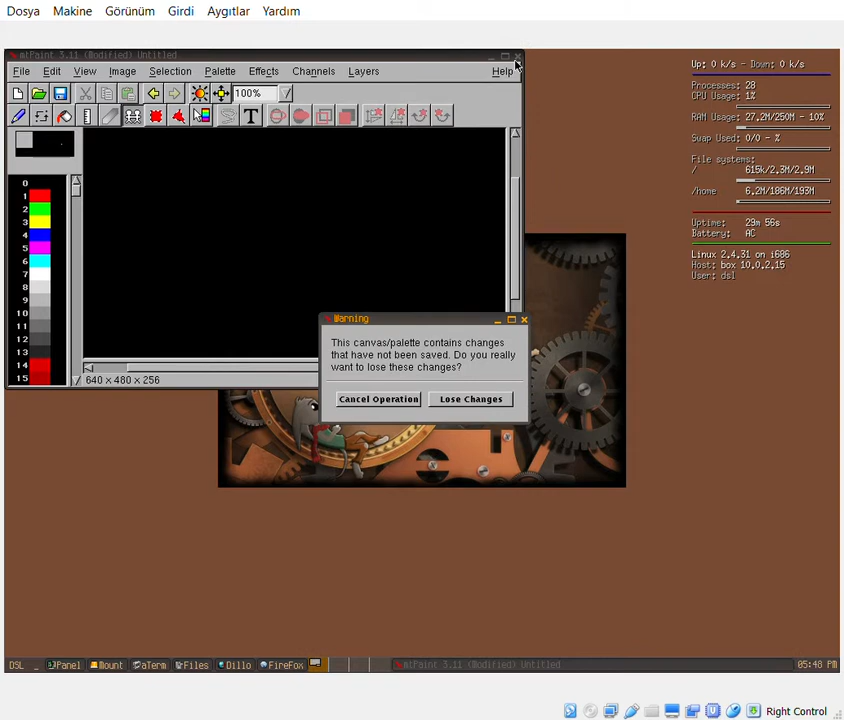 Dosya Makine Görünüm Girdi Aygıtlar Yardım
mtPaint 3.11 (Modified) Untitled
File Edit View Image Selection Palette Effects Channels Layers Help
100%
T
0
1
2
3
4
5
6
7
8
9
10
11
12
13
14
15
640 × 480 × 256
Warning
This canvas/palette contains changes
that have not been saved. Do you really
want to lose these changes?
Cancel Operation Lose Changes
Up: 0 k/s - Down: 0 k/s
Processes: 28
CPU Usage: 1%
RAM Usage: 27.2M/250M - 10%
Swap Used: 0/0 - %
File systems:
/ 615k/2.3M/2.9M
/home 6.2M/186M/193M
Uptime: 29m 56s
Battery: AC
Linux 2.4.31 on i686
Host: box 10.0.2.15
User: dsl
DSL Panel Mount aTerm Files Dillo FireFox mtPaint 3.11 (Modified) Untitled 05:48 PM
Right Control